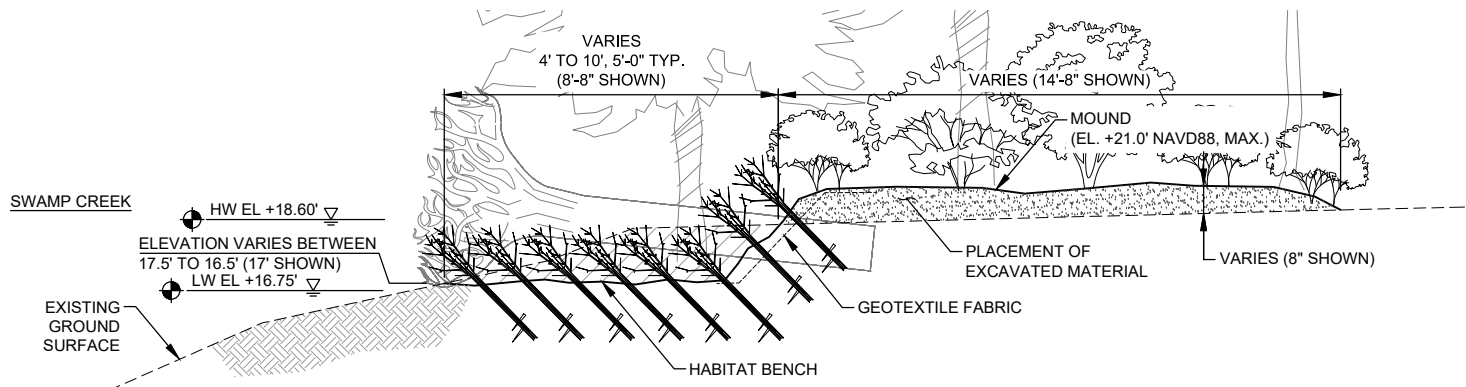 VARIES
4' TO 10', 5'-0" TYP.
(8'-8" SHOWN)
VARIES (14'-8" SHOWN)
MOUND
(EL. +21.0' NAVD88, MAX.)
SWAMP CREEK
HW EL +18.60'
ELEVATION VARIES BETWEEN
17.5' TO 16.5' (17' SHOWN)
LW EL +16.75'
EXISTING
GROUND
SURFACE
PLACEMENT OF
EXCAVATED MATERIAL
VARIES (8" SHOWN)
GEOTEXTILE FABRIC
HABITAT BENCH